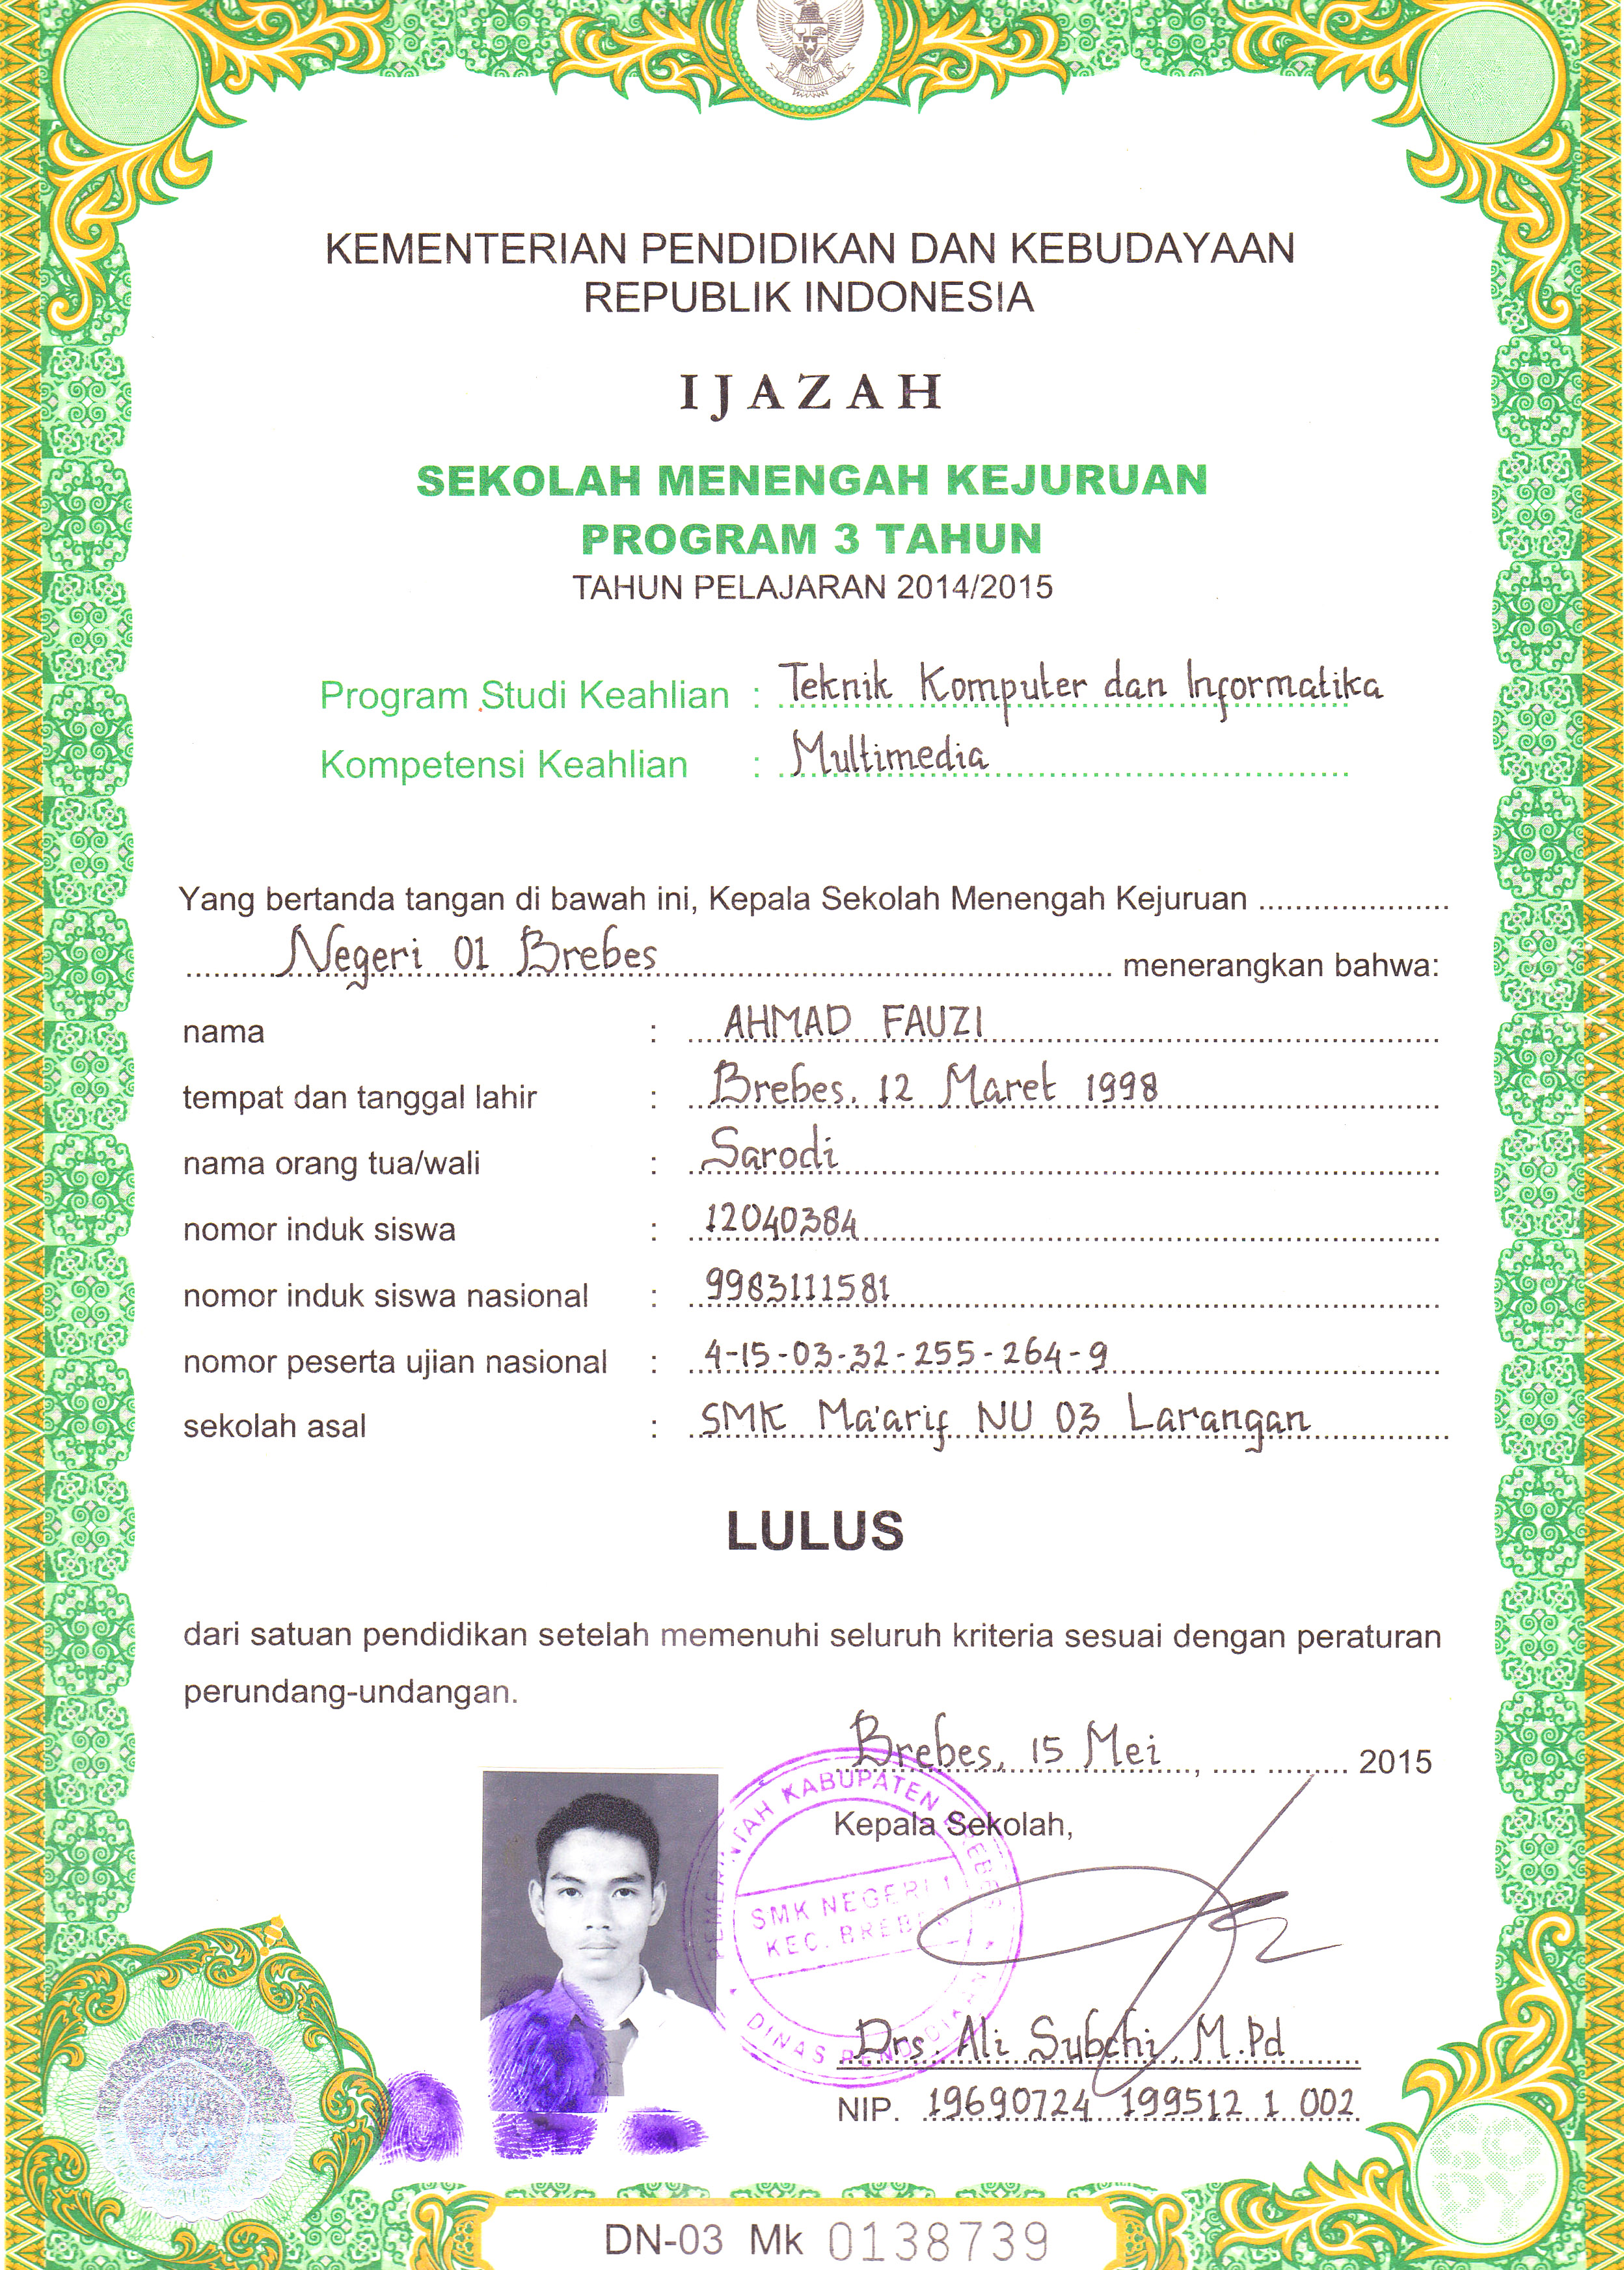 KEMENTERIAN PENDIDIKAN DAN KEBUDAYAAN
REPUBLIK INDONESIA
IJAZAH
SEKOLAH MENENGAH KEJURUAN
PROGRAM 3 TAHUN
TAHUN PELAJARAN 2014/2015
Program Studi Keahlian : Teknik Komputer dan Informatika
Kompetensi Keahlian : Multimedia
Yang bertanda tangan di bawah ini, Kepala Sekolah Menengah Kejuruan
Negeri 01 Brebes menerangkan bahwa:
nama : AHMAD FAUZI
tempat dan tanggal lahir : Brebes, 12 Maret 1998
nama orang tua/wali : Sarodi
nomor induk siswa : 12040384
nomor induk siswa nasional : 9983111581
nomor peserta ujian nasional : 4-15-03-32-255-264-9
sekolah asal : SMK Ma'arif NU 03 Larangan
LULUS
dari satuan pendidikan setelah memenuhi seluruh kriteria sesuai dengan peraturan
perundang-undangan.
Brebes, 15 Mei, 2015
Kepala Sekolah,
PEMERINTAH KABUPATEN BREBES
SMK NEGERI 1
KEC. BREBES
DINAS PENDIDIKAN
Drs. Ali Subchi, M.Pd
NIP. 19690724 199512 1 002
COPY
DN-03 Mk 0138739